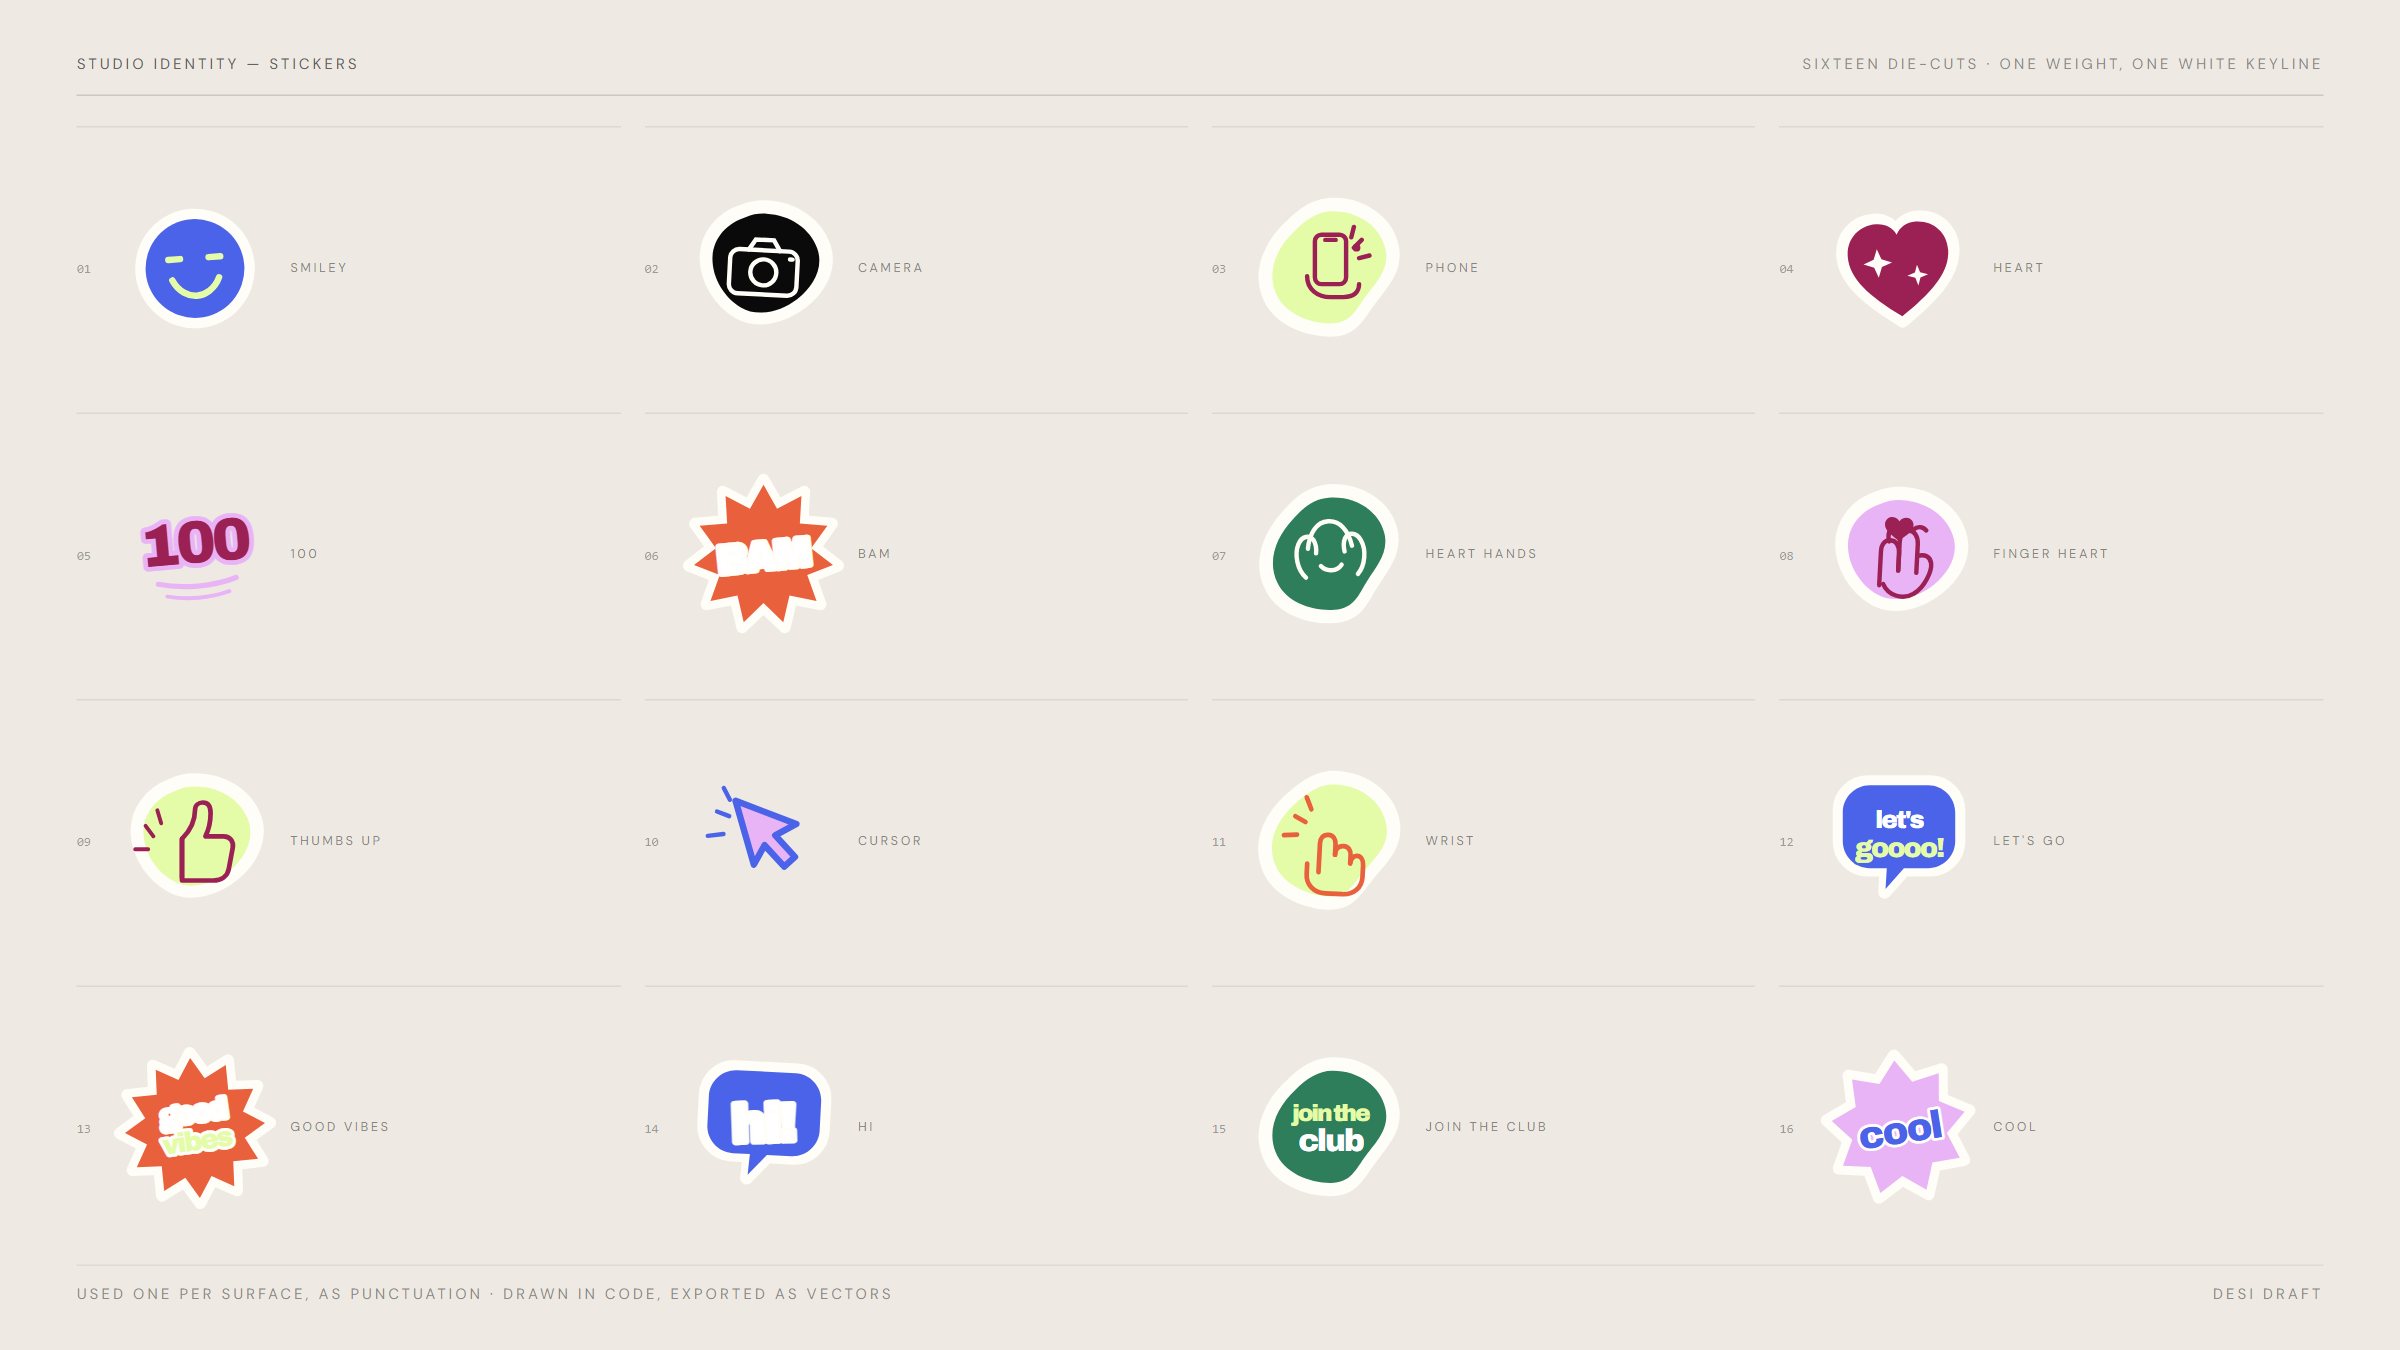 STUDIO IDENTITY — STICKERS
SIXTEEN DIE-CUTS · ONE WEIGHT, ONE WHITE KEYLINE
01 SMILEY
02 CAMERA
03 PHONE
04 HEART
05 100 100
06 BAM BAM
07 HEART HANDS
08 FINGER HEART
09 THUMBS UP
10 CURSOR
11 WRIST
12 let's
goooo!
LET'S GO
13 good
vibes
GOOD VIBES
14 HI
15 join the
club
JOIN THE CLUB
16 cool COOL
USED ONE PER SURFACE, AS PUNCTUATION · DRAWN IN CODE, EXPORTED AS VECTORS
DESI DRAFT